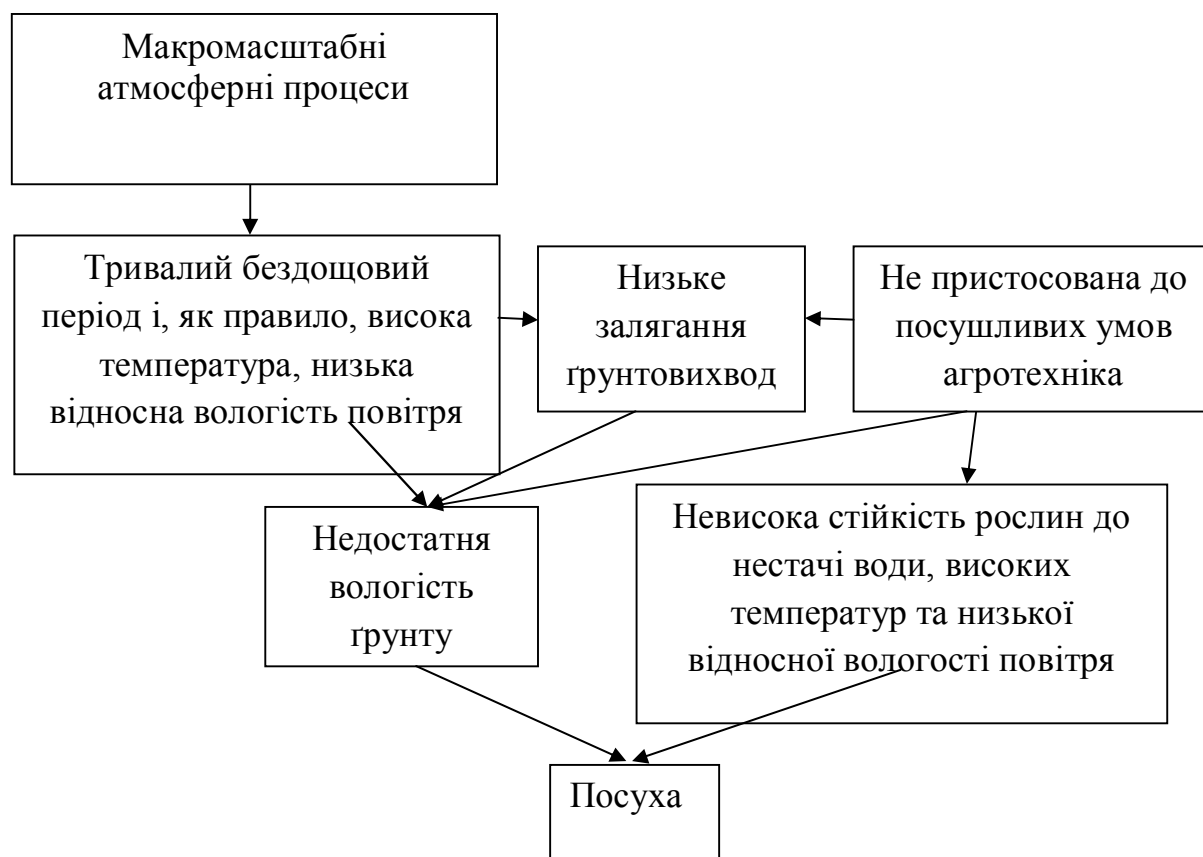 Макромасштабні
атмосферні процеси
Тривалий бездощовий
період і, як правило, висока
температура, низька
відносна вологість повітря
Низьке
залягання
ґрунтовихвод
Не пристосована до
посушливих умов
агротехніка
Недостатня
вологість
ґрунту
Невисока стійкість рослин до
нестачі води, високих
температур та низької
відносної вологості повітря
Посуха